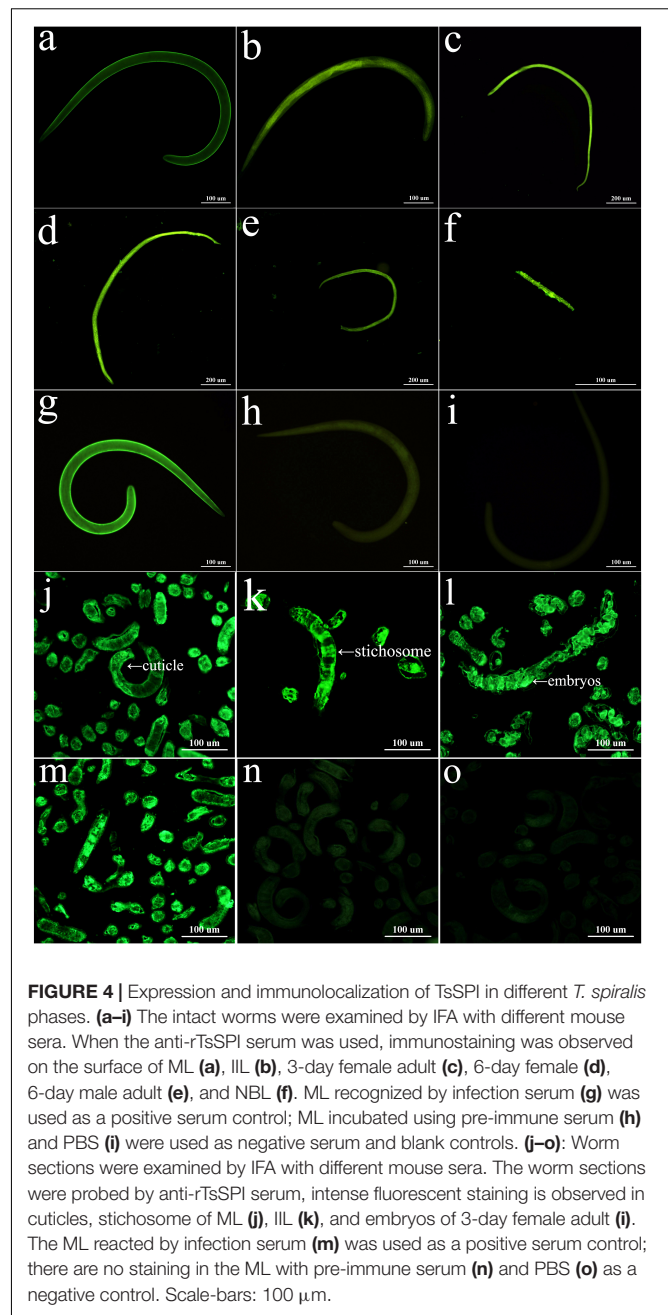 a b c
100 um 100 um 200 um
d e f
200 um 200 um 100 um
g h i
100 um 100 um 100 um
j k l
←cuticle →stichosome ←embryos
100 um 100 um 100 um
m n o
100 um 100 um 100 um
FIGURE 4 | Expression and immunolocalization of TsSPI in different T. spiralis
phases. (a–i) The intact worms were examined by IFA with different mouse
sera. When the anti-rTsSPI serum was used, immunostaining was observed
on the surface of ML (a), IIL (b), 3-day female adult (c), 6-day female (d),
6-day male adult (e), and NBL (f). ML recognized by infection serum (g) was
used as a positive serum control; ML incubated using pre-immune serum (h)
and PBS (i) were used as negative serum and blank controls. (j–o): Worm
sections were examined by IFA with different mouse sera. The worm sections
were probed by anti-rTsSPI serum, intense fluorescent staining is observed in
cuticles, stichosome of ML (j), IIL (k), and embryos of 3-day female adult (i).
The ML reacted by infection serum (m) was used as a positive serum control;
there are no staining in the ML with pre-immune serum (n) and PBS (o) as a
negative control. Scale-bars: 100 μm.